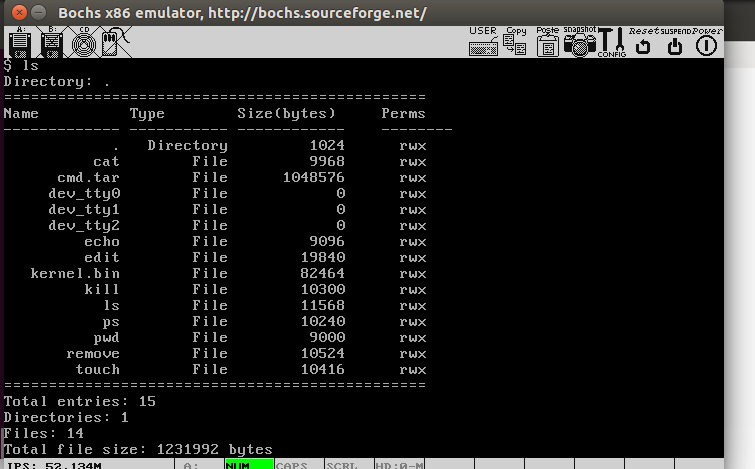 Bochs x86 emulator, http://bochs.sourceforge.net/
A: B: CD USER Copy Paste snapshot CONFIG Reset SUSPEND Power
$ ls
Directory: .
===============================================
Name Type Size(bytes) Perms
------------- ----------- ------------ --------
. Directory 1024 rwx
cat File 9968 rwx
cmd.tar File 1048576 rwx
dev_tty0 File 0 rwx
dev_tty1 File 0 rwx
dev_tty2 File 0 rwx
echo File 9096 rwx
edit File 19840 rwx
kernel.bin File 82464 rwx
kill File 10300 rwx
ls File 11568 rwx
ps File 10240 rwx
pwd File 9000 rwx
remove File 10524 rwx
touch File 10416 rwx
===============================================
Total entries: 15
Directories: 1
Files: 14
Total file size: 1231992 bytes
IPS: 52.134M A: NUM CAPS SCRL HD:0-M